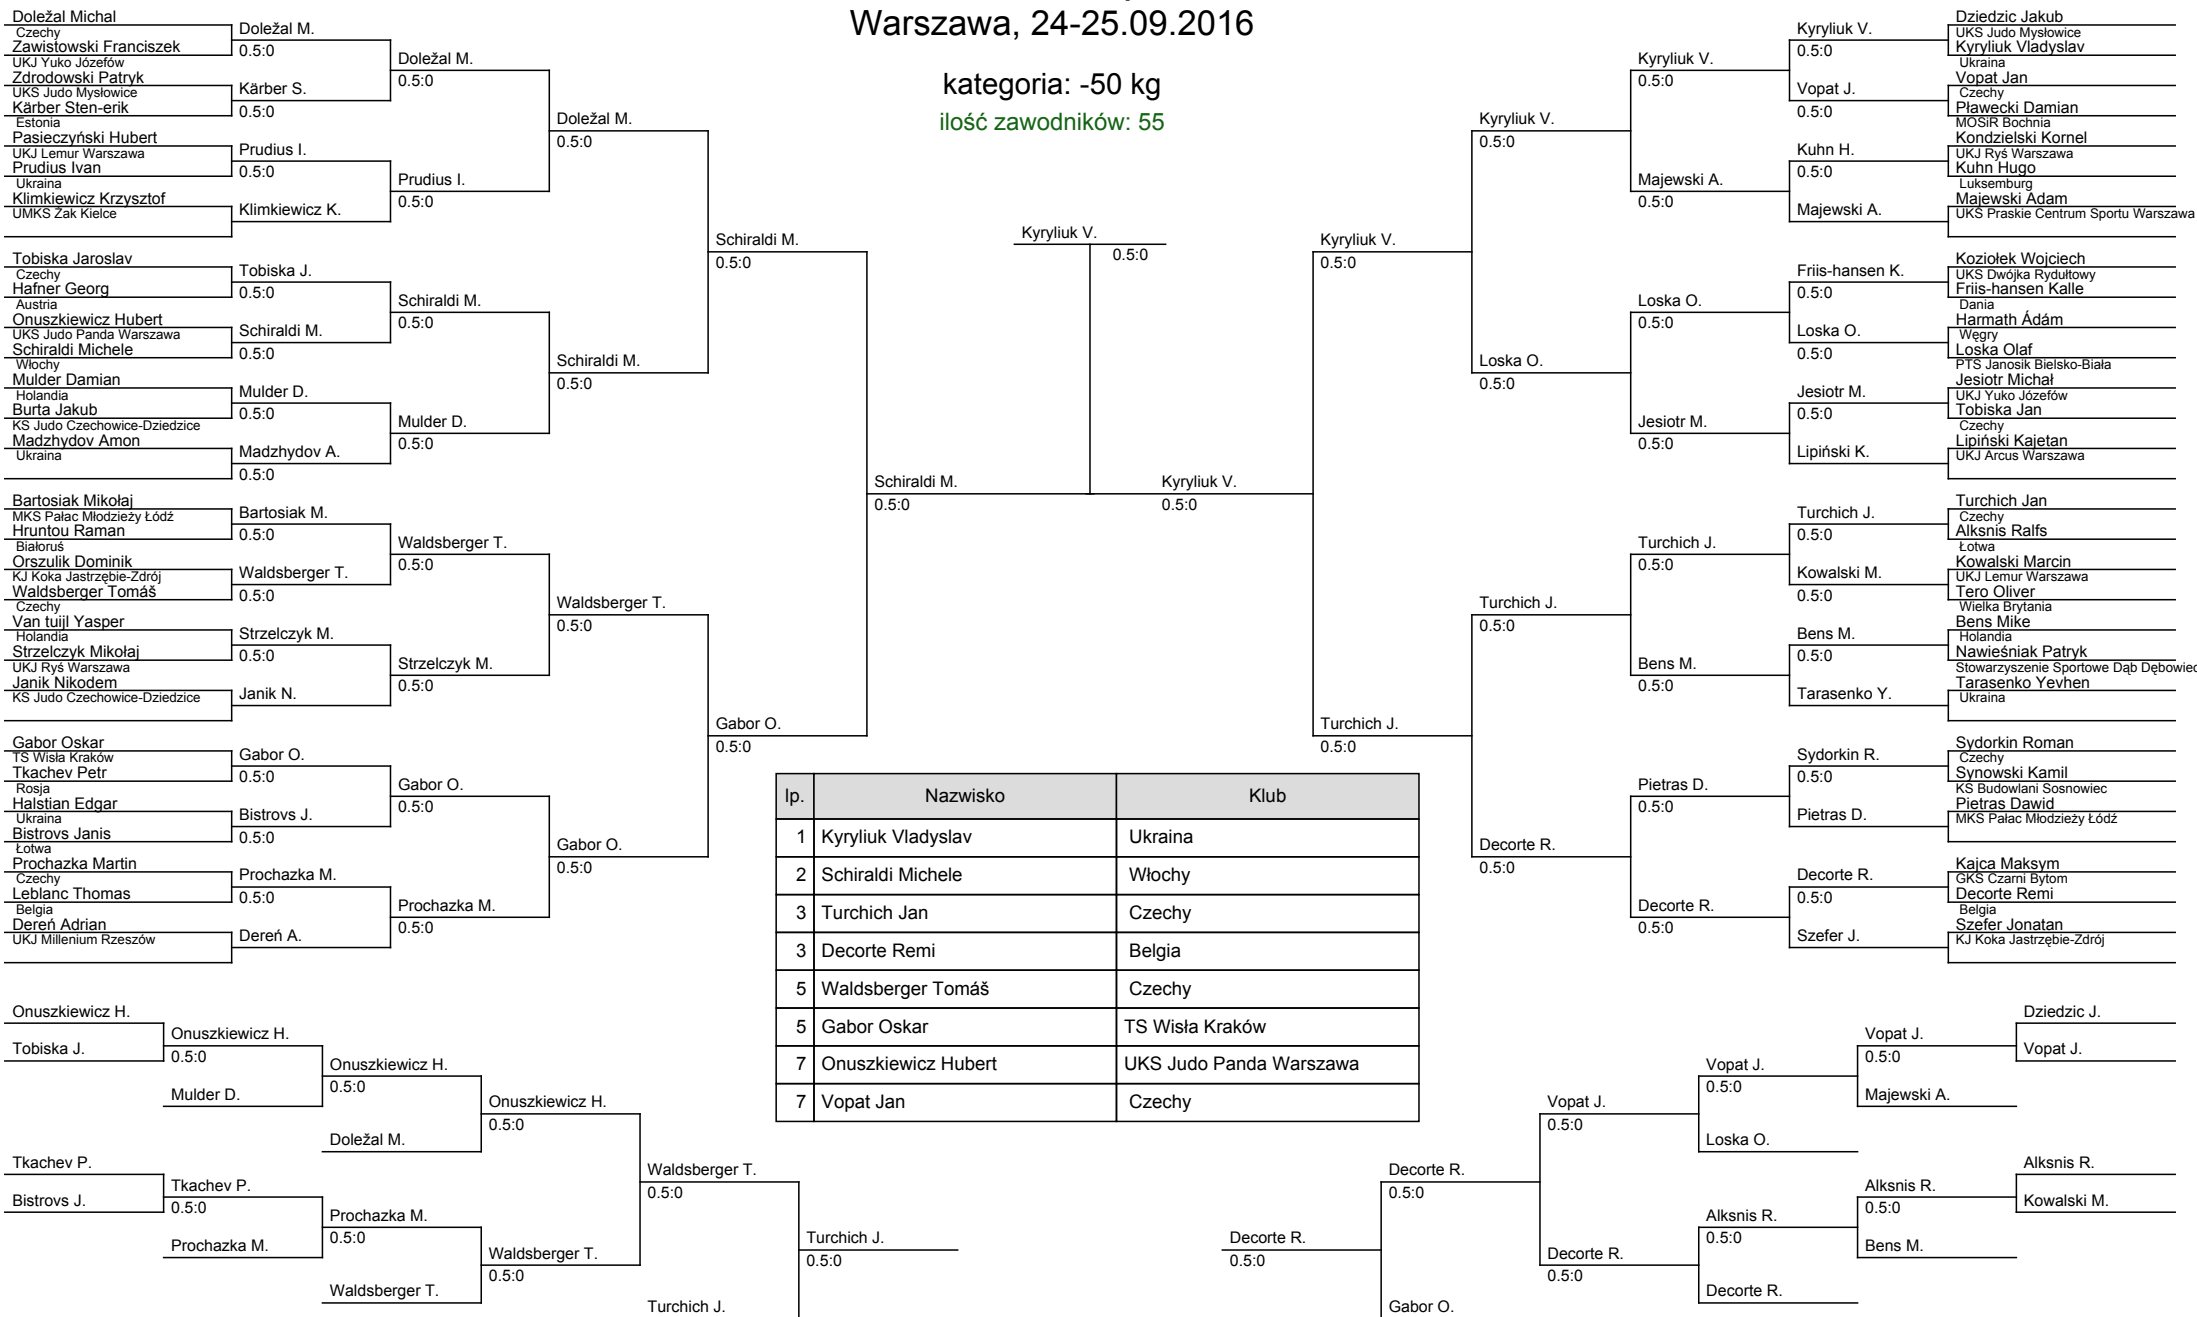 Warszawa, 24-25.09.2016
kategoria: -50 kg
ilość zawodników: 55
Doležal Michal
Czechy
Zawistowski Franciszek
UKJ Yuko Józefów
Zdrodowski Patryk
UKS Judo Mysłowice
Kärber Sten-erik
Estonia
Pasieczyński Hubert
UKJ Lemur Warszawa
Prudius Ivan
Ukraina
Klimkiewicz Krzysztof
UMKS Żak Kielce
Tobiska Jaroslav
Czechy
Hafner Georg
Austria
Onuszkiewicz Hubert
UKS Judo Panda Warszawa
Schiraldi Michele
Włochy
Mulder Damian
Holandia
Burta Jakub
KS Judo Czechowice-Dziedzice
Madzhydov Amon
Ukraina
Bartosiak Mikołaj
MKS Pałac Młodzieży Łódź
Hruntou Raman
Białoruś
Orszulik Dominik
KJ Koka Jastrzębie-Zdrój
Waldsberger Tomáš
Czechy
Van tuijl Yasper
Holandia
Strzelczyk Mikołaj
UKJ Ryś Warszawa
Janik Nikodem
KS Judo Czechowice-Dziedzice
Gabor Oskar
TS Wisła Kraków
Tkachev Petr
Rosja
Halstian Edgar
Ukraina
Bistrovs Janis
Łotwa
Prochazka Martin
Czechy
Leblanc Thomas
Belgia
Dereń Adrian
UKJ Millenium Rzeszów
Doležal M.
0.5:0
Kärber S.
0.5:0
Prudius I.
0.5:0
Klimkiewicz K.
Tobiska J.
0.5:0
Schiraldi M.
0.5:0
Mulder D.
0.5:0
Madzhydov A.
0.5:0
Bartosiak M.
0.5:0
Waldsberger T.
0.5:0
Strzelczyk M.
0.5:0
Janik N.
Gabor O.
0.5:0
Bistrovs J.
0.5:0
Prochazka M.
0.5:0
Dereń A.
Doležal M.
0.5:0
Prudius I.
0.5:0
Schiraldi M.
0.5:0
Mulder D.
0.5:0
Waldsberger T.
0.5:0
Strzelczyk M.
0.5:0
Gabor O.
0.5:0
Prochazka M.
0.5:0
Doležal M.
0.5:0
Schiraldi M.
0.5:0
Waldsberger T.
0.5:0
Gabor O.
0.5:0
Schiraldi M.
0.5:0
Gabor O.
0.5:0
Schiraldi M.
0.5:0
Kyryliuk V.
0.5:0
Kyryliuk V.
0.5:0
Kyryliuk V.
0.5:0
Turchich J.
0.5:0
Kyryliuk V.
0.5:0
Loska O.
0.5:0
Turchich J.
0.5:0
Decorte R.
0.5:0
Kyryliuk V.
0.5:0
Majewski A.
0.5:0
Loska O.
0.5:0
Jesiotr M.
0.5:0
Turchich J.
0.5:0
Bens M.
0.5:0
Pietras D.
0.5:0
Decorte R.
0.5:0
Kyryliuk V.
0.5:0
Vopat J.
0.5:0
Kuhn H.
0.5:0
Majewski A.
Friis-hansen K.
0.5:0
Loska O.
0.5:0
Jesiotr M.
0.5:0
Lipiński K.
Turchich J.
0.5:0
Kowalski M.
0.5:0
Bens M.
0.5:0
Tarasenko Y.
Sydorkin R.
0.5:0
Pietras D.
Decorte R.
0.5:0
Szefer J.
Dziedzic Jakub
UKS Judo Mysłowice
Kyryliuk Vladyslav
Ukraina
Vopat Jan
Czechy
Pławecki Damian
MOSiR Bochnia
Kondzielski Kornel
UKJ Ryś Warszawa
Kuhn Hugo
Luksemburg
Majewski Adam
UKS Praskie Centrum Sportu Warszawa
Koziołek Wojciech
UKS Dwójka Rydułtowy
Friis-hansen Kalle
Dania
Harmath Ádám
Węgry
Loska Olaf
PTS Janosik Bielsko-Biała
Jesiotr Michał
UKJ Yuko Józefów
Tobiska Jan
Czechy
Lipiński Kajetan
UKJ Arcus Warszawa
Turchich Jan
Czechy
Alksnis Ralfs
Łotwa
Kowalski Marcin
UKJ Lemur Warszawa
Tero Oliver
Wielka Brytania
Bens Mike
Holandia
Nawieśniak Patryk
Stowarzyszenie Sportowe Dąb Dębowiec
Tarasenko Yevhen
Ukraina
Sydorkin Roman
Czechy
Synowski Kamil
KS Budowlani Sosnowiec
Pietras Dawid
MKS Pałac Młodzieży Łódź
Kajca Maksym
GKS Czarni Bytom
Decorte Remi
Belgia
Szefer Jonatan
KJ Koka Jastrzębie-Zdrój
lp. Nazwisko Klub
1 Kyryliuk Vladyslav Ukraina
2 Schiraldi Michele Włochy
3 Turchich Jan Czechy
3 Decorte Remi Belgia
5 Waldsberger Tomáš Czechy
5 Gabor Oskar TS Wisła Kraków
7 Onuszkiewicz Hubert UKS Judo Panda Warszawa
7 Vopat Jan Czechy
Onuszkiewicz H.
Tobiska J.
Tkachev P.
Bistrovs J.
Onuszkiewicz H.
0.5:0
Mulder D.
Tkachev P.
0.5:0
Prochazka M.
Onuszkiewicz H.
0.5:0
Doležal M.
Prochazka M.
0.5:0
Waldsberger T.
Onuszkiewicz H.
0.5:0
Waldsberger T.
0.5:0
Waldsberger T.
0.5:0
Turchich J.
Turchich J.
0.5:0
Decorte R.
0.5:0
Decorte R.
0.5:0
Gabor O.
Vopat J.
0.5:0
Decorte R.
0.5:0
Vopat J.
0.5:0
Loska O.
Alksnis R.
0.5:0
Decorte R.
Vopat J.
0.5:0
Majewski A.
Alksnis R.
0.5:0
Bens M.
Dziedzic J.
Vopat J.
Alksnis R.
Kowalski M.